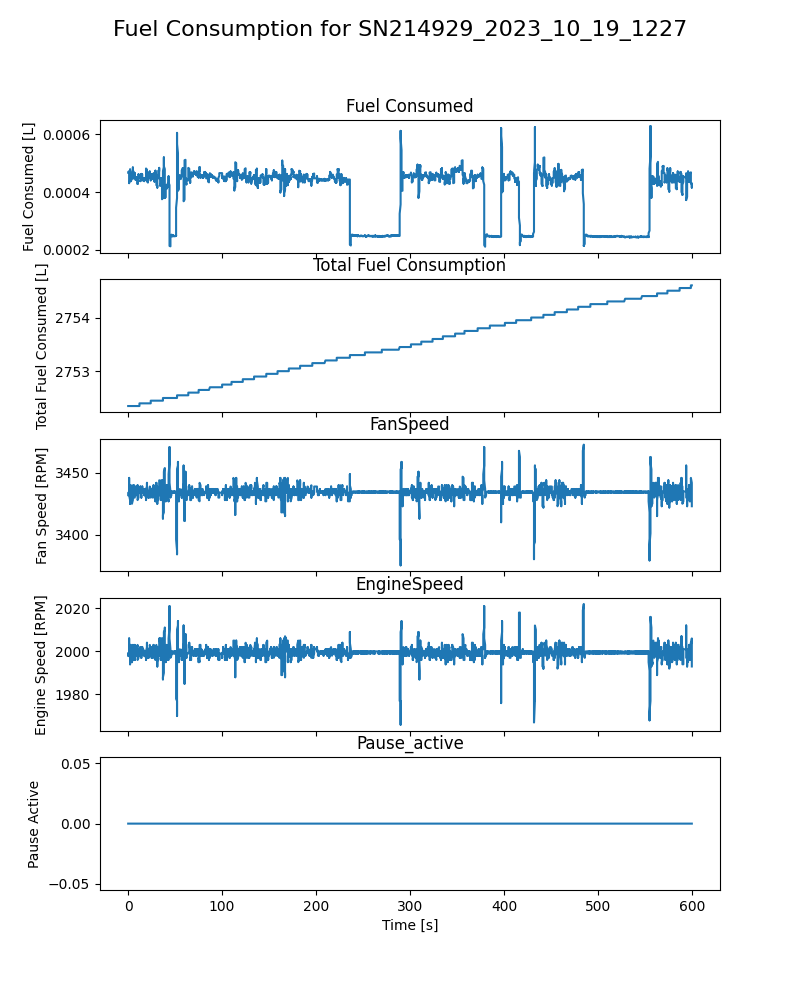 Fuel Consumption for SN214929_2023_10_19_1227
Fuel Consumed
Fuel Consumed [L]
0.0006
0.0004
0.0002
Total Fuel Consumption
Total Fuel Consumed [L]
2754
2753
FanSpeed
Fan Speed [RPM]
3450
3400
EngineSpeed
Engine Speed [RPM]
2020
2000
1980
Pause_active
Pause Active
0.05
0.00
−0.05
0 100 200 300 400 500 600
Time [s]